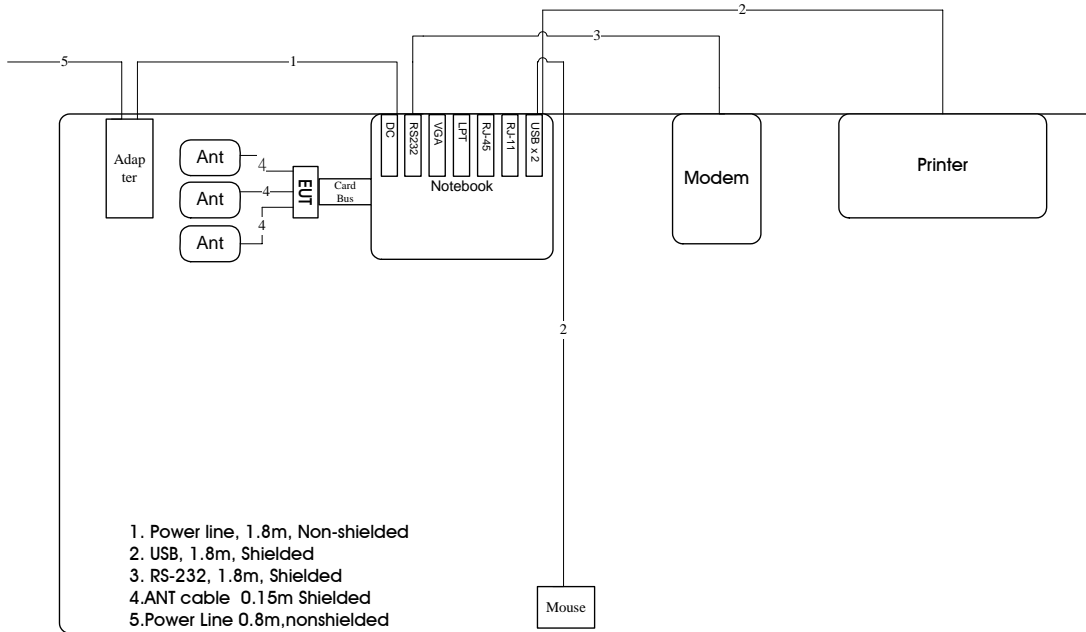 2
3
5
1
DC
RS232
VGA
LPT
RJ-45
RJ-11
USB x 2
Adap
ter
Ant
4
Ant
4
Ant
4
EUT
Card
Bus
Notebook
Modem
Printer
2
1. Power line, 1.8m, Non-shielded
2. USB, 1.8m, Shielded
3. RS-232, 1.8m, Shielded
4.ANT cable 0.15m Shielded
5.Power Line 0.8m,nonshielded
Mouse